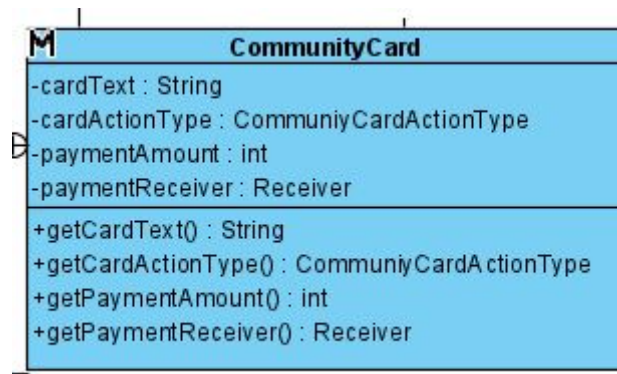 M
CommunityCard
-cardText : String
-cardActionType : CommuniyCardActionType
-paymentAmount : int
-paymentReceiver : Receiver
+getCardText() : String
+getCardActionType() : CommuniyCardActionType
+getPaymentAmount() : int
+getPaymentReceiver() : Receiver